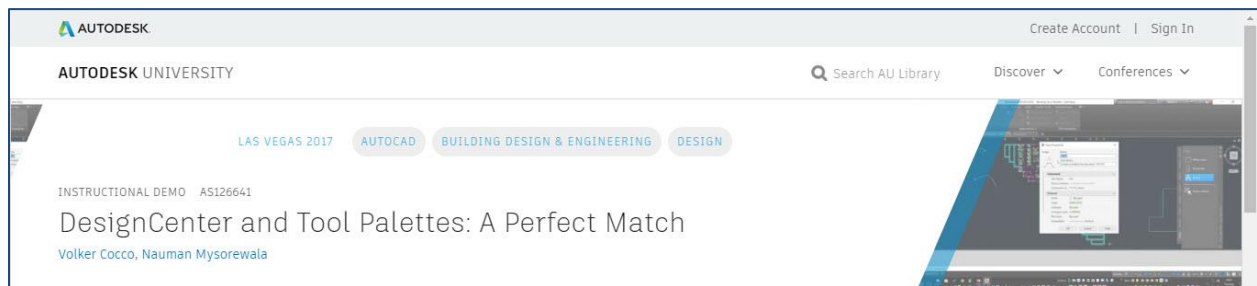 AUTODESK
Create Account | Sign In
AUTODESK UNIVERSITY
Search AU Library
Discover
Conferences
LAS VEGAS 2017 AUTOCAD BUILDING DESIGN & ENGINEERING DESIGN
INSTRUCTIONAL DEMO AS126641
DesignCenter and Tool Palettes: A Perfect Match
Volker Cocco, Nauman Mysorewala